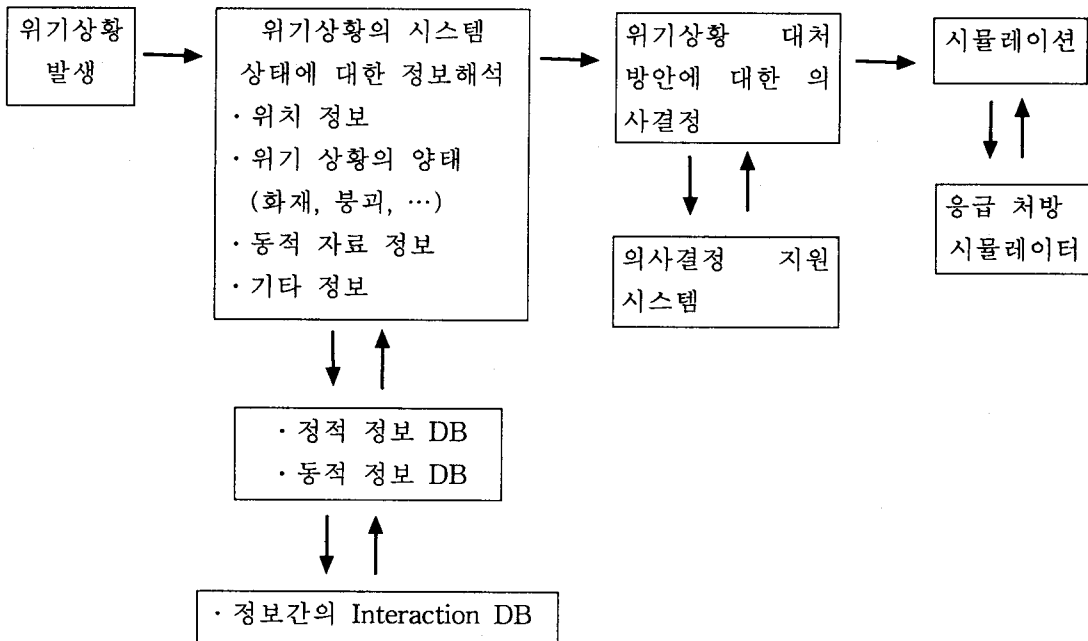 위기상황
발생
위기상황의 시스템
상태에 대한 정보해석
· 위치 정보
· 위기 상황의 양태
(화재, 붕괴, …)
· 동적 자료 정보
· 기타 정보
위기상황 대처
방안에 대한 의
사결정
시뮬레이션
의사결정 지원
시스템
응급 처방
시뮬레이터
· 정적 정보 DB
· 동적 정보 DB
· 정보간의 Interaction DB